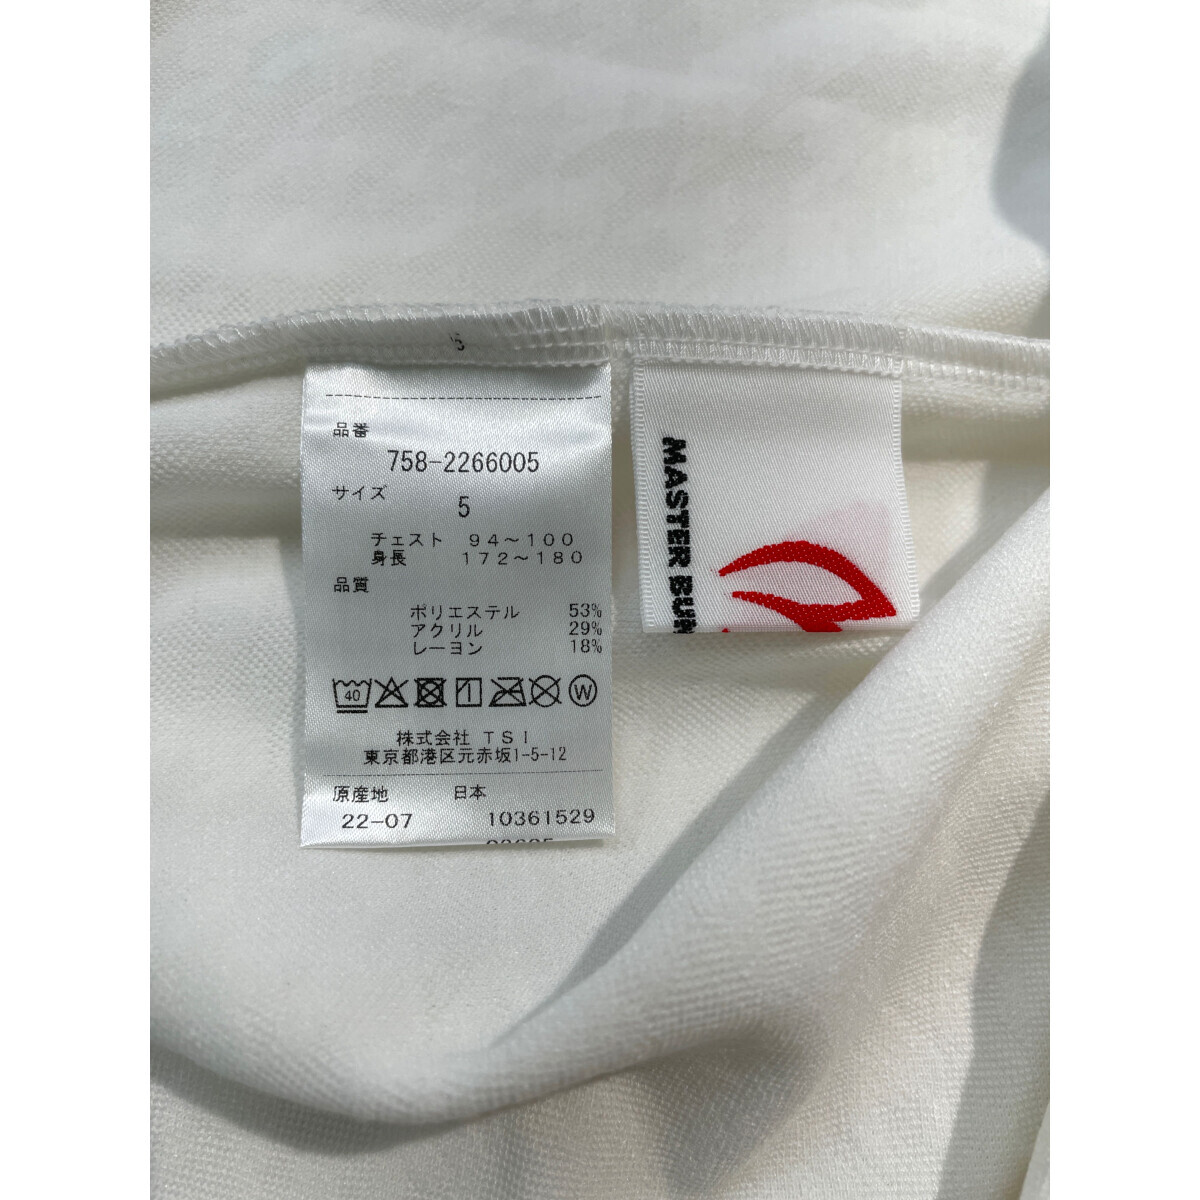 品番
758-2266005
サイズ
5
チェスト 94～100
身長 172～180
品質
ポリエステル 53%
アクリル 29%
レーヨン 18%
40
W
株式会社 TSI
東京都港区元赤坂1-5-12
原産地 日本
22-07 10361529
MASTER